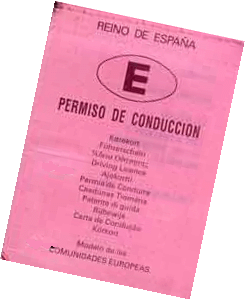 REINO DE ESPAÑA
E
PERMISO DE CONDUCCION
Kørekort
Führerschein
Driving Licence
Ajokortti
Permis de Conduire
Ceadúnas Tiomána
Patente di guida
Rijbewijs
Carta de Condução
Körkort
Modelo de las
COMUNIDADES EUROPEAS